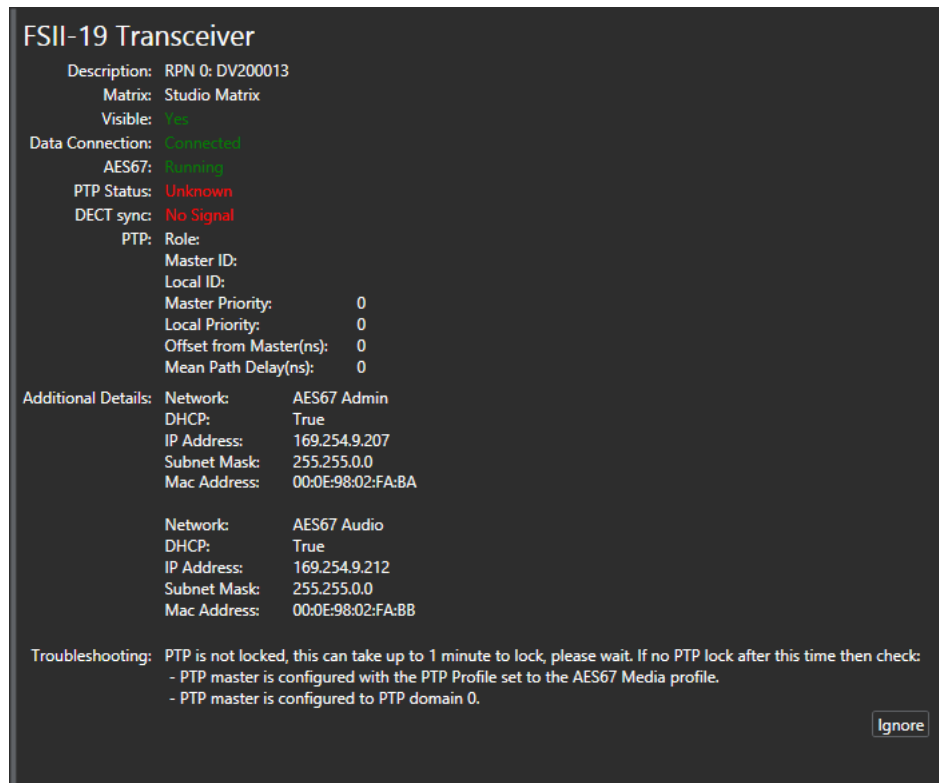 FSII-19 Transceiver
Description: RPN 0: DV200013
Matrix: Studio Matrix
Visible: Yes
Data Connection: Connected
AES67: Running
PTP Status: Unknown
DECT sync: No Signal
PTP: Role:
Master ID:
Local ID:
Master Priority: 0
Local Priority: 0
Offset from Master(ns): 0
Mean Path Delay(ns): 0
Additional Details: Network: AES67 Admin
DHCP: True
IP Address: 169.254.9.207
Subnet Mask: 255.255.0.0
Mac Address: 00:0E:98:02:FA:BA
Network: AES67 Audio
DHCP: True
IP Address: 169.254.9.212
Subnet Mask: 255.255.0.0
Mac Address: 00:0E:98:02:FA:BB
Troubleshooting: PTP is not locked, this can take up to 1 minute to lock, please wait. If no PTP lock after this time then check:
- PTP master is configured with the PTP Profile set to the AES67 Media profile.
- PTP master is configured to PTP domain 0.
Ignore